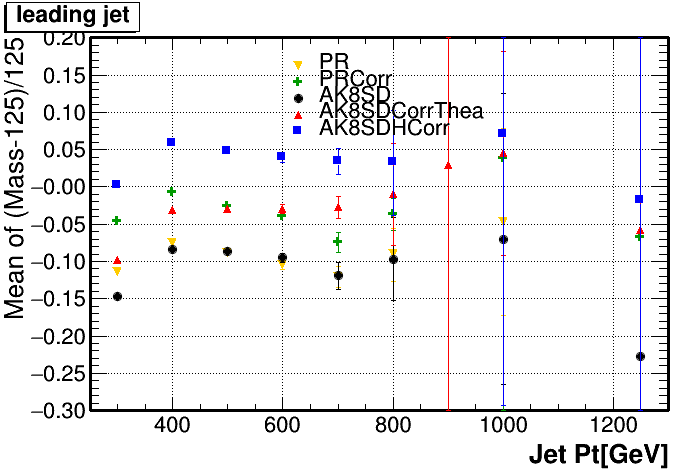 leading jet
0.20
0.15
0.10
0.05
−0.00
−0.05
−0.10
−0.15
−0.20
−0.25
−0.30
Mean of (Mass-125)/125
PR
PRCorr
AK8SD
AK8SDCorrThea
AK8SDHCorr
400 600 800 1000 1200
Jet Pt[GeV]